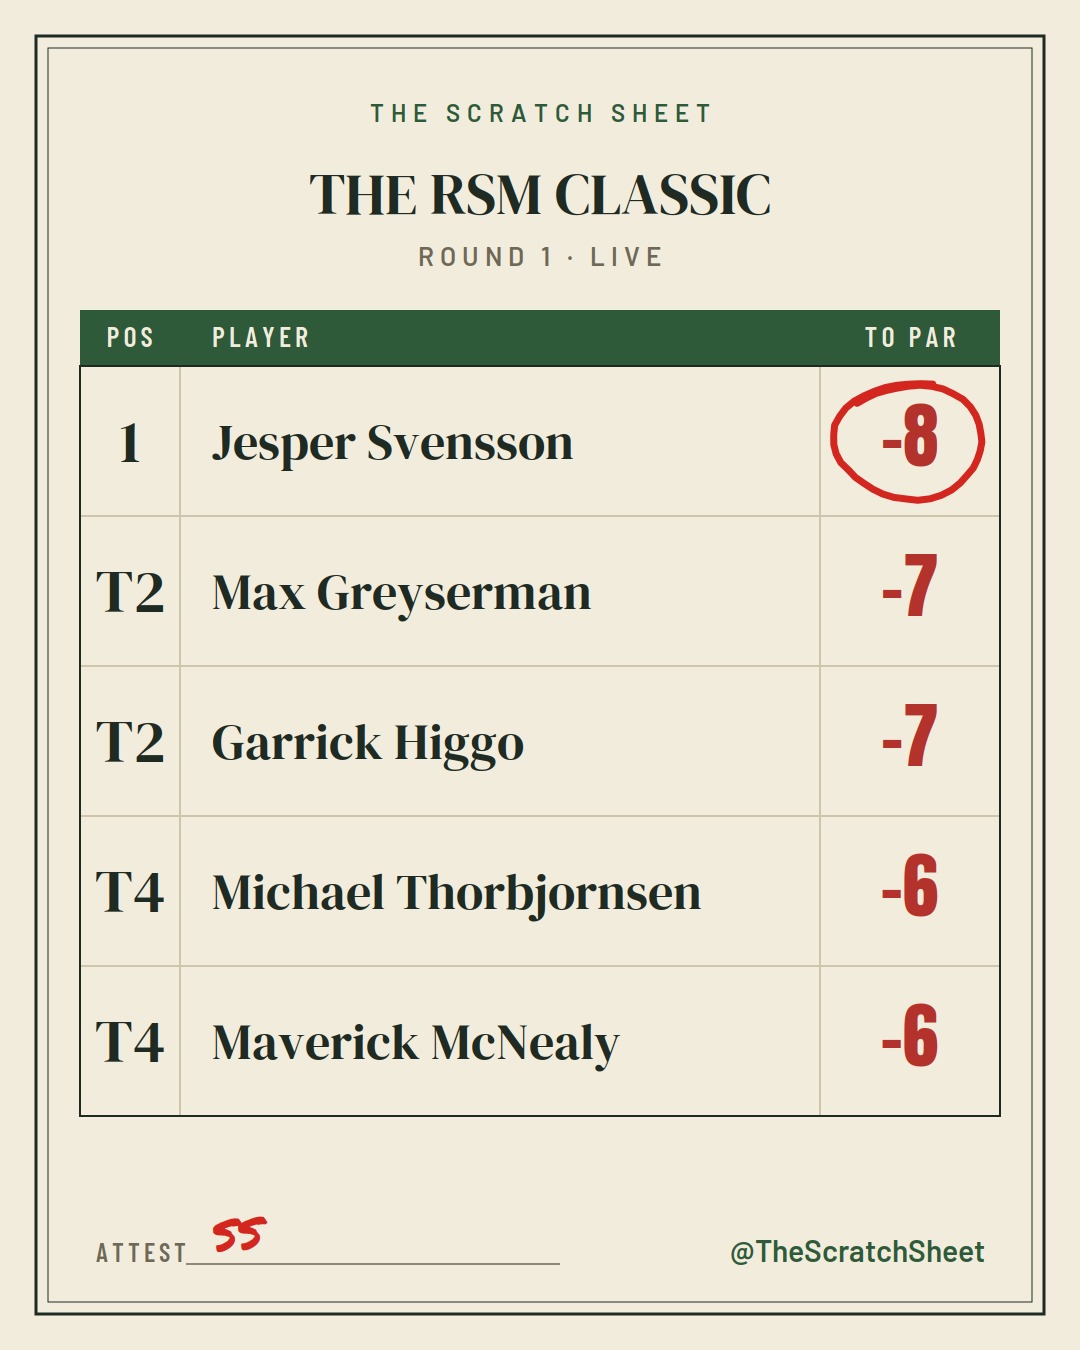 THE SCRATCH SHEET
THE RSM CLASSIC
ROUND 1 · LIVE
POS PLAYER TO PAR
1 Jesper Svensson -8
T2 Max Greyserman -7
T2 Garrick Higgo -7
T4 Michael Thorbjornsen -6
T4 Maverick McNealy -6
ATTEST SS @TheScratchSheet